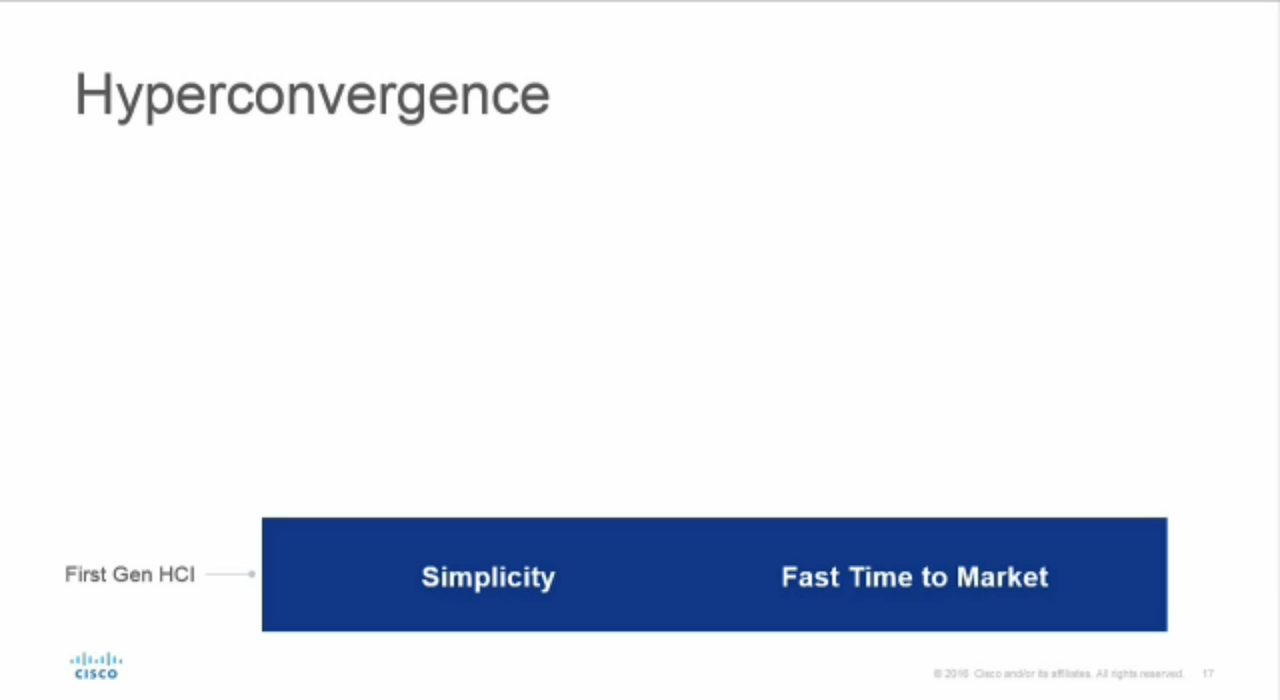 Hyperconvergence
First Gen HCI
Simplicity
Fast Time to Market
CISCO
© 2016 Cisco and/or its affiliates. All rights reserved. 17